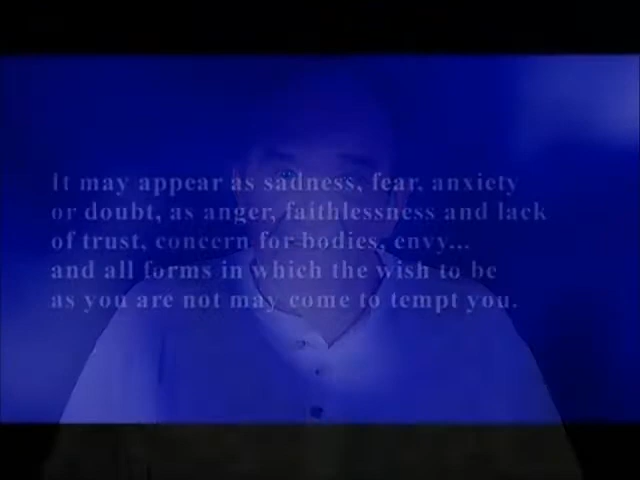 It may appear as sadness, fear, anxiety
or doubt, as anger, faithlessness and lack
of trust, concern for bodies, envy...
and all forms in which the wish to be
as you are not may come to tempt you.